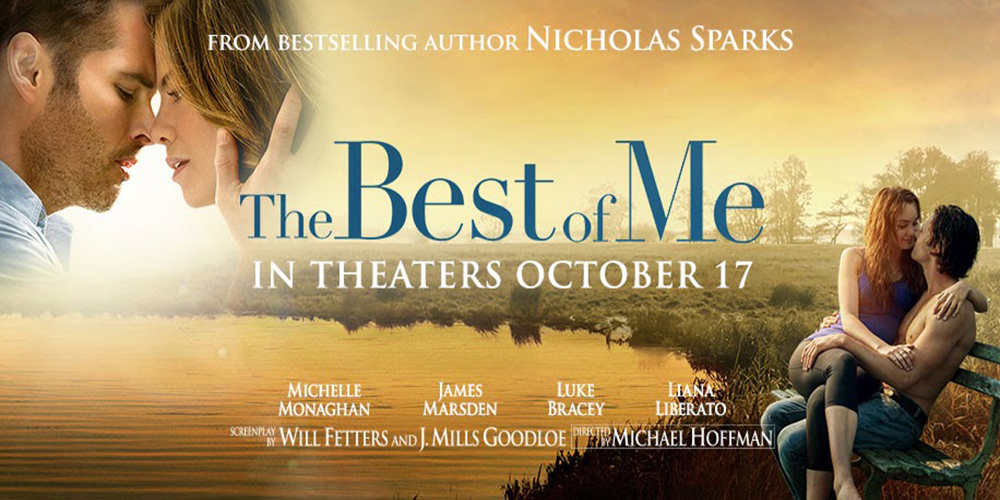 FROM BESTSELLING AUTHOR NICHOLAS SPARKS
The Best of Me
IN THEATERS OCTOBER 17
MICHELLE MONAGHAN
JAMES MARSDEN
LUKE BRACEY
LIANA LIBERATO
SCREENPLAY BY WILL FETTERS AND J. MILLS GOODLOE DIRECTED BY MICHAEL HOFFMAN